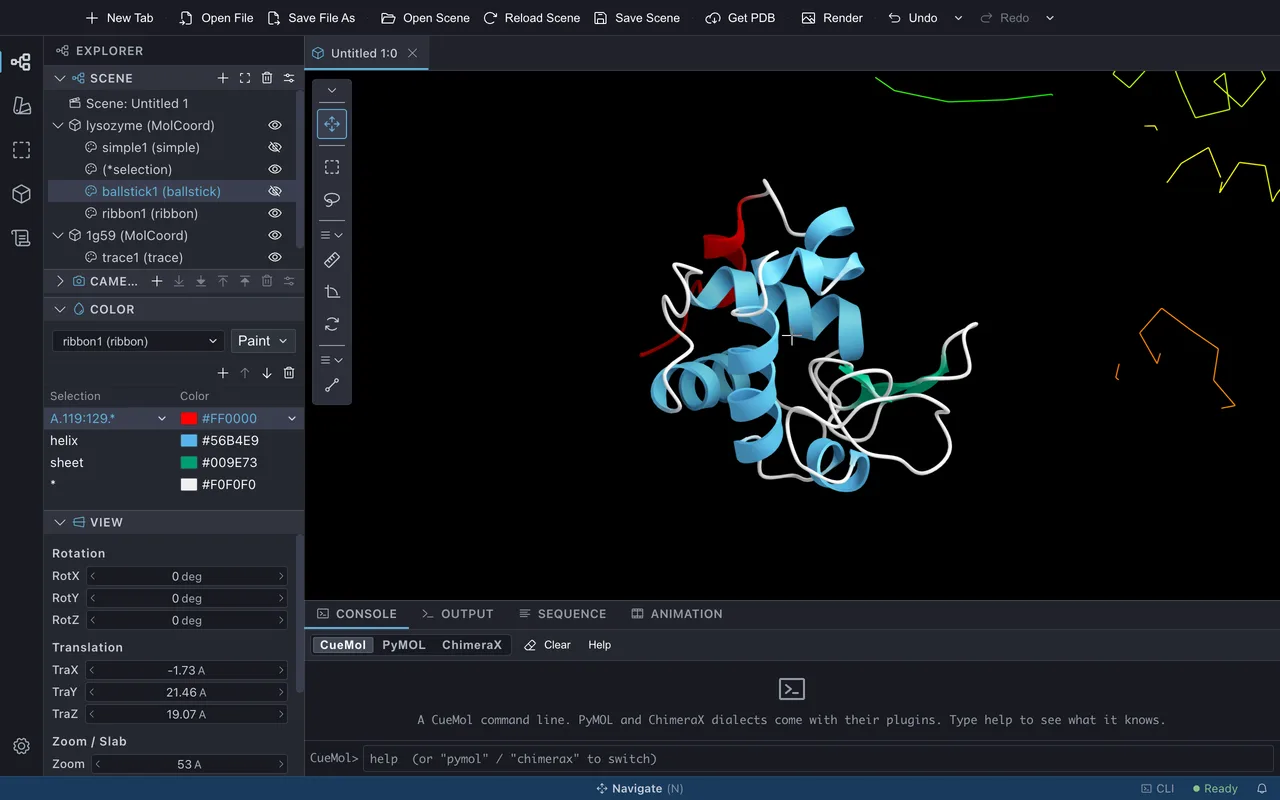 New Tab Open File Save File As Open Scene Reload Scene Save Scene Get PDB Render Undo Redo
EXPLORER
Untitled 1:0
SCENE
Scene: Untitled 1
lysozyme (MolCoord)
simple1 (simple)
(*selection)
ballstick1 (ballstick)
ribbon1 (ribbon)
1g59 (MolCoord)
trace1 (trace)
CAME...
COLOR
ribbon1 (ribbon) Paint
Selection Color
A.119:129.* #FF0000
helix #56B4E9
sheet #009E73
* #F0F0F0
VIEW
Rotation
RotX 0 deg
RotY 0 deg
RotZ 0 deg
Translation
TraX -1.73 A
TraY 21.46 A
TraZ 19.07 A
Zoom / Slab
Zoom 53 A
CONSOLE OUTPUT SEQUENCE ANIMATION
CueMol PyMOL ChimeraX Clear Help
A CueMol command line. PyMOL and ChimeraX dialects come with their plugins. Type help to see what it knows.
CueMol> help (or "pymol" / "chimerax" to switch)
Navigate (N) CLI Ready